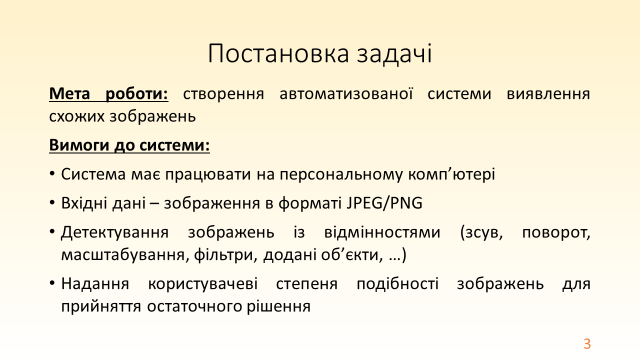 Постановка задачі
Мета роботи: створення автоматизованої системи виявлення
схожих зображень
Вимоги до системи:
• Система має працювати на персональному комп’ютері
• Вхідні дані – зображення в форматі JPEG/PNG
• Детектування зображень із відмінностями (зсув, поворот,
масштабування, фільтри, додані об’єкти, …)
• Надання користувачеві степеня подібності зображень для
прийняття остаточного рішення
3